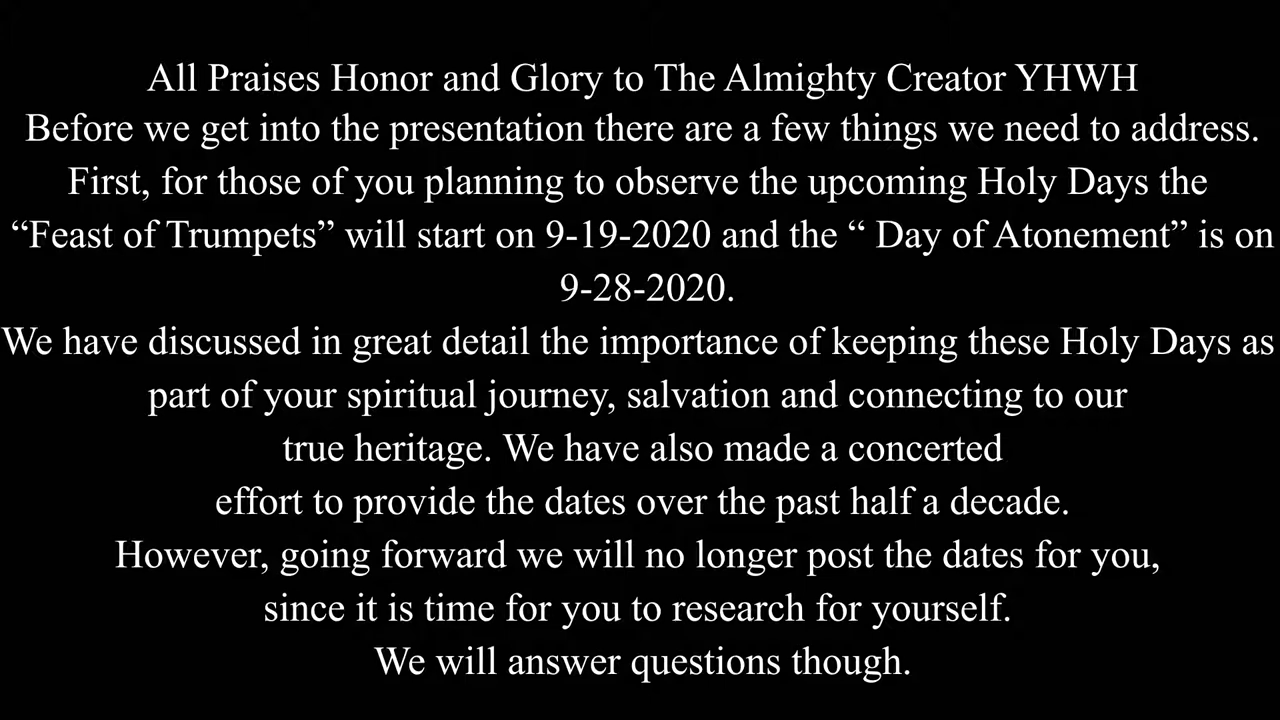 All Praises Honor and Glory to The Almighty Creator YHWH
Before we get into the presentation there are a few things we need to address.
First, for those of you planning to observe the upcoming Holy Days the
“Feast of Trumpets” will start on 9-19-2020 and the “ Day of Atonement” is on
9-28-2020.
We have discussed in great detail the importance of keeping these Holy Days as
part of your spiritual journey, salvation and connecting to our
true heritage. We have also made a concerted
effort to provide the dates over the past half a decade.
However, going forward we will no longer post the dates for you,
since it is time for you to research for yourself.
We will answer questions though.